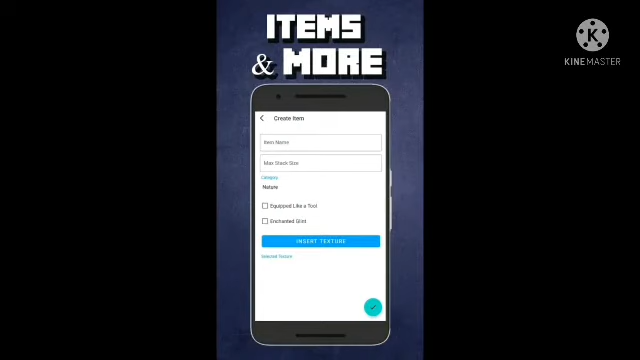 ITEMS
& MORE
K
KINEMASTER
Create Item
Item Name
Max Stack Size
Category
Nature
Equipped Like a Tool
Enchanted Glint
INSERT TEXTURE
Selected Texture